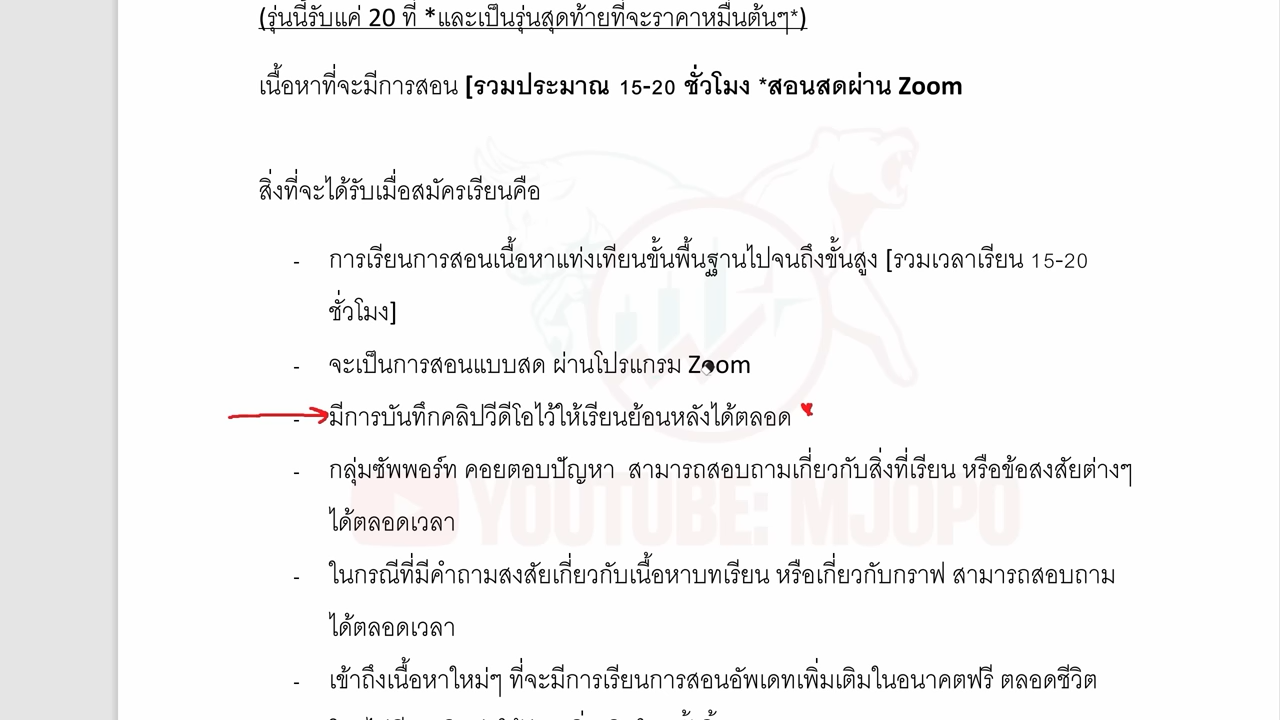 (รุ่นนี้รับแค่ 20 ที่ *และเป็นรุ่นสุดท้ายที่จะราคาหมื่นต้นๆ*)
เนื้อหาที่จะมีการสอน [รวมประมาณ 15-20 ชั่วโมง *สอนสดผ่าน Zoom
สิ่งที่จะได้รับเมื่อสมัครเรียนคือ
- การเรียนการสอนเนื้อหาแท่งเทียนขั้นพื้นฐานไปจนถึงขั้นสูง [รวมเวลาเรียน 15-20
ชั่วโมง]
- จะเป็นการสอนแบบสด ผ่านโปรแกรม Zoom
- มีการบันทึกคลิปวีดีโอไว้ให้เรียนย้อนหลังได้ตลอด
- กลุ่มซัพพอร์ท คอยตอบปัญหา สามารถสอบถามเกี่ยวกับสิ่งที่เรียน หรือข้อสงสัยต่างๆ
ได้ตลอดเวลา
YOUTUBE: MJOPO
- ในกรณีที่มีคำถามสงสัยเกี่ยวกับเนื้อหาบทเรียน หรือเกี่ยวกับกราฟ สามารถสอบถาม
ได้ตลอดเวลา
- เข้าถึงเนื้อหาใหม่ๆ ที่จะมีการเรียนการสอนอัพเดทเพิ่มเติมในอนาคตฟรี ตลอดชีวิต